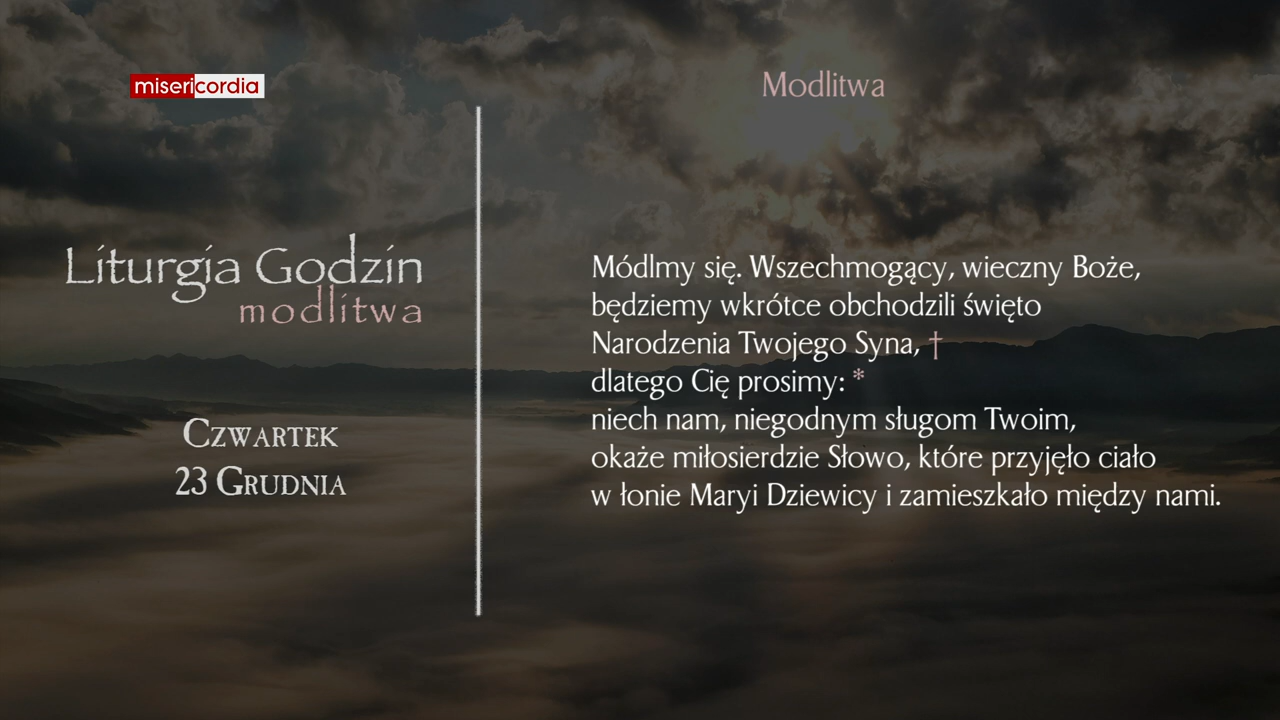 misericordia
Liturgia Godzin
modlitwa
Czwartek
23 Grudnia
Modlitwa
Módlmy się. Wszechmogący, wieczny Boże,
będziemy wkrótce obchodzili święto
Narodzenia Twojego Syna, †
dlatego Cię prosimy: *
niech nam, niegodnym sługom Twoim,
okaże miłosierdzie Słowo, które przyjęło ciało
w łonie Maryi Dziewicy i zamieszkało między nami.